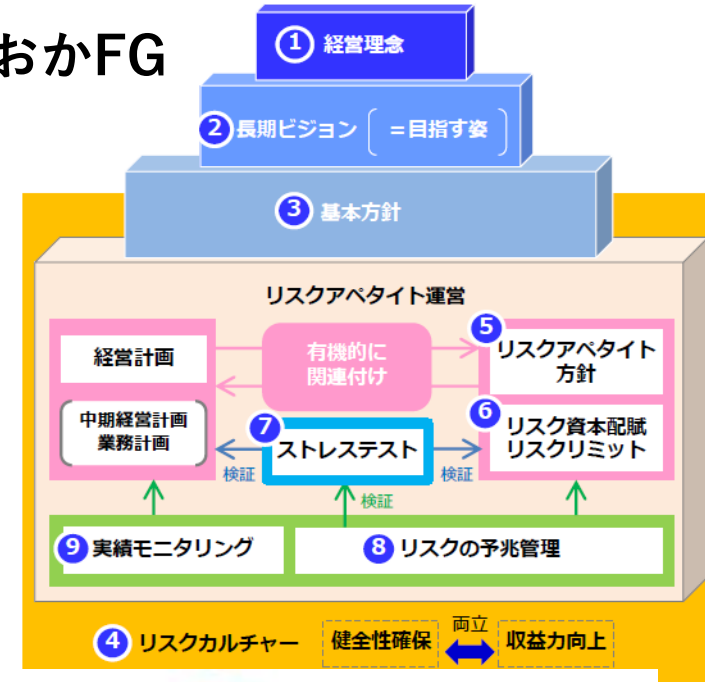 おかFG
1 経営理念
2 長期ビジョン ( =目指す姿 )
3 基本方針
リスクアペタイト運営
経営計画
有機的に
関連付け
5 リスクアペタイト
方針
中期経営計画
業務計画
7 ストレステスト
6 リスク資本配賦
リスクリミット
検証
検証
検証
9 実績モニタリング
8 リスクの予兆管理
4 リスクカルチャー
健全性確保
両立
収益力向上